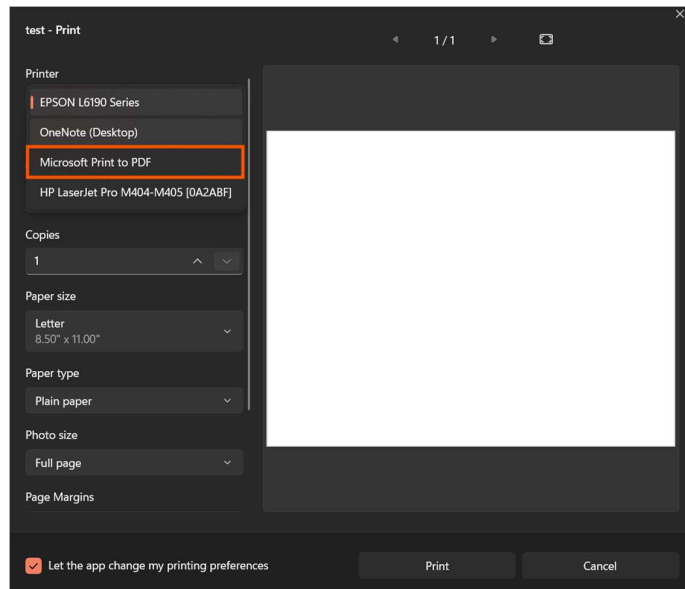 test - Print
1 / 1
Printer
EPSON L6190 Series
OneNote (Desktop)
Microsoft Print to PDF
HP LaserJet Pro M404-M405 [0A2ABF]
Copies
1
Paper size
Letter
8.50" x 11.00"
Paper type
Plain paper
Photo size
Full page
Page Margins
Let the app change my printing preferences
Print
Cancel